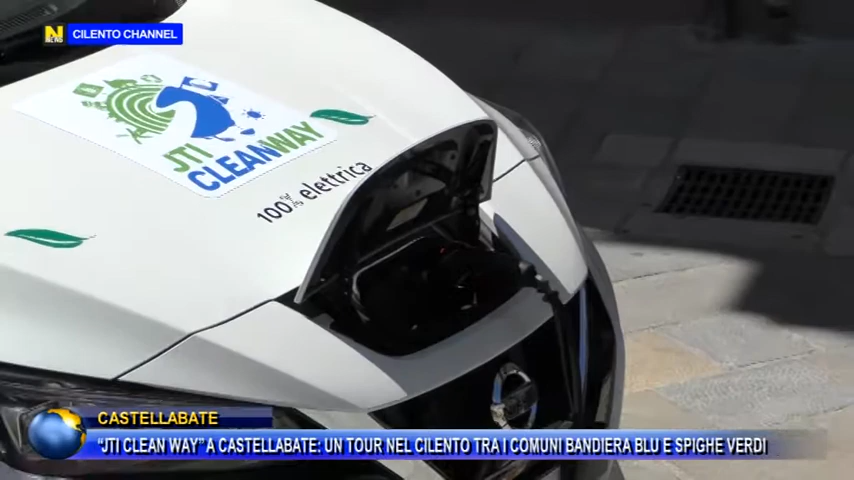 CILENTO CHANNEL
JTI
CLEANWAY
100% elettrica
CASTELLABATE
“JTI CLEAN WAY” A CASTELLABATE: UN TOUR NEL CILENTO TRA I COMUNI BANDIERA BLU E SPIGHE VERDI